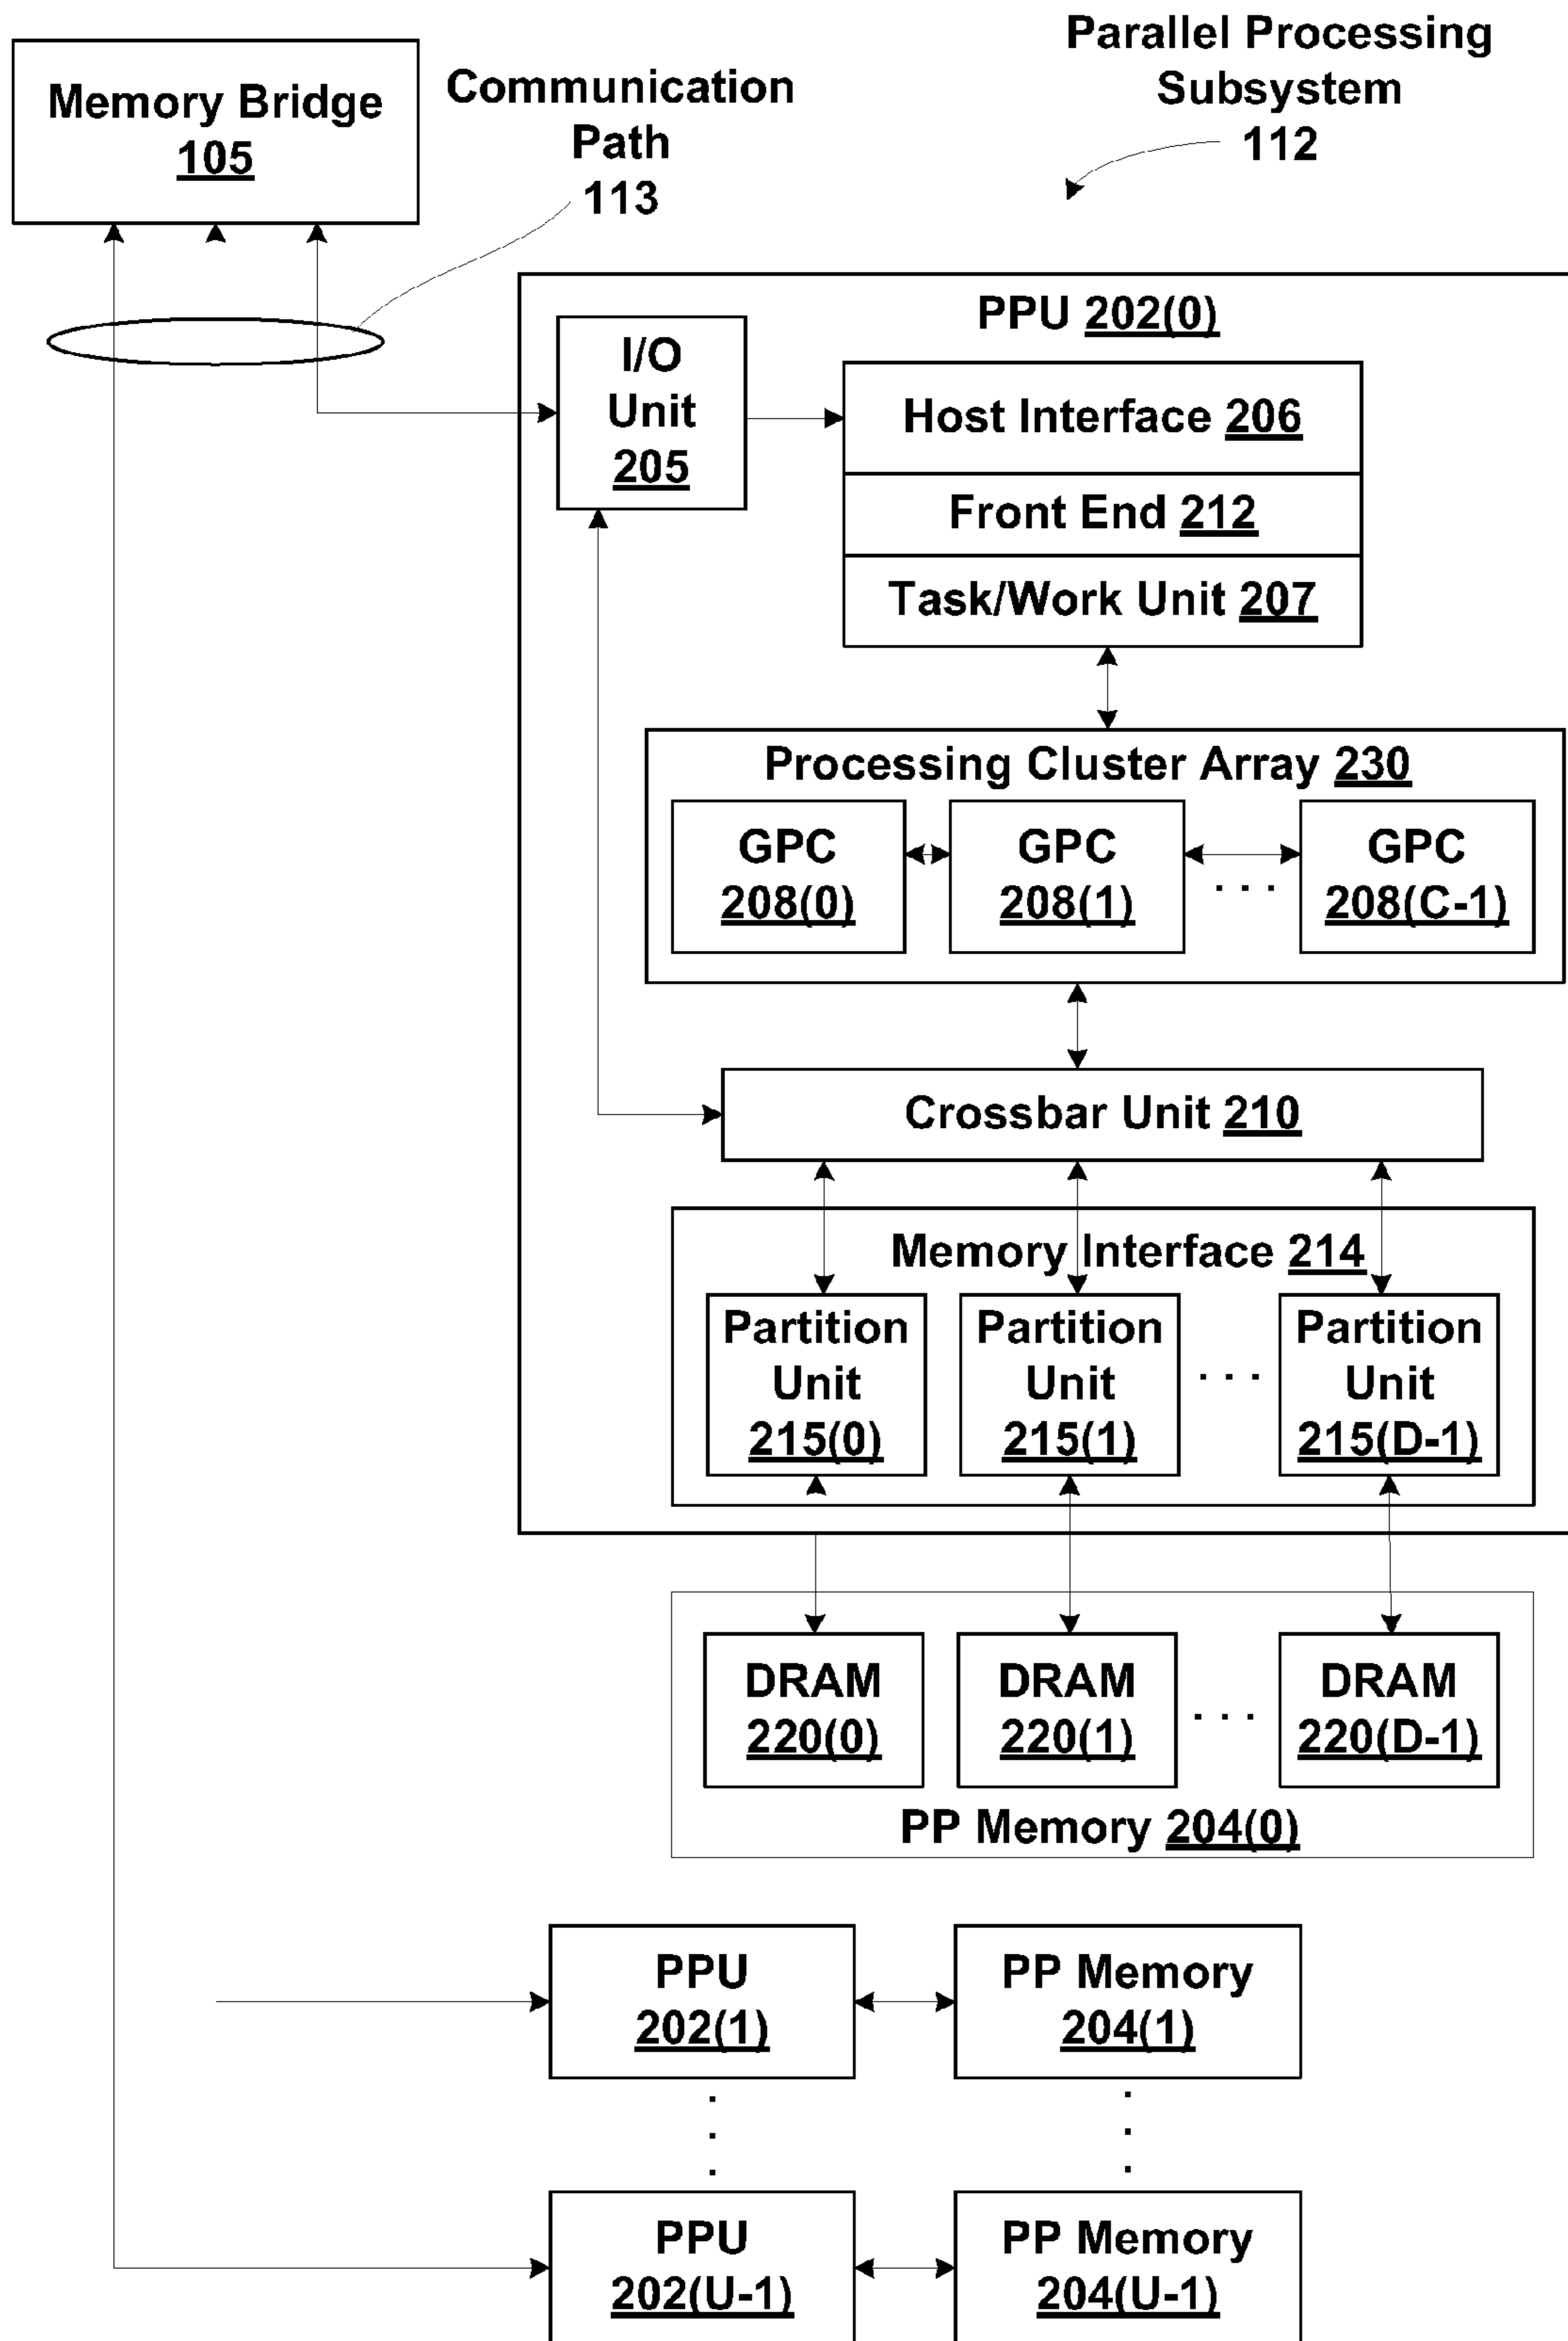 Parallel Processing
Subsystem
112
Memory Bridge
105
Communication
Path
113
PPU 202(0)
I/O
Unit
205
Host Interface 206
Front End 212
Task/Work Unit 207
Processing Cluster Array 230
GPC
208(0)
GPC
208(1)
. . .
GPC
208(C-1)
Crossbar Unit 210
Memory Interface 214
Partition
Unit
215(0)
Partition
Unit
215(1)
. . .
Partition
Unit
215(D-1)
DRAM
220(0)
DRAM
220(1)
. . .
DRAM
220(D-1)
PP Memory 204(0)
PPU
202(1)
PP Memory
204(1)
PPU
202(U-1)
PP Memory
204(U-1)